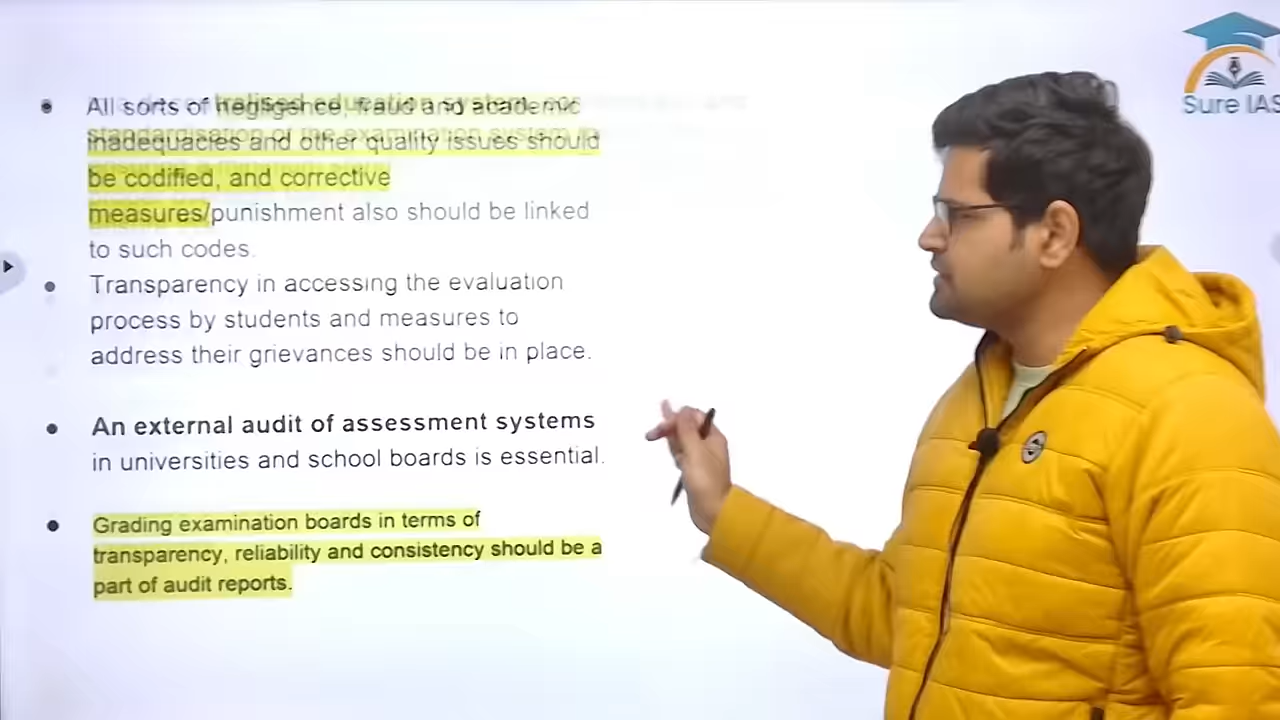 All sorts of negligence, fraud and academic
inadequacies and other quality issues should
be codified, and corrective
measures/punishment also should be linked
to such codes.
Transparency in accessing the evaluation
process by students and measures to
address their grievances should be in place.
An external audit of assessment systems
in universities and school boards is essential.
Grading examination boards in terms of
transparency, reliability and consistency should be a
part of audit reports.
Sure IAS